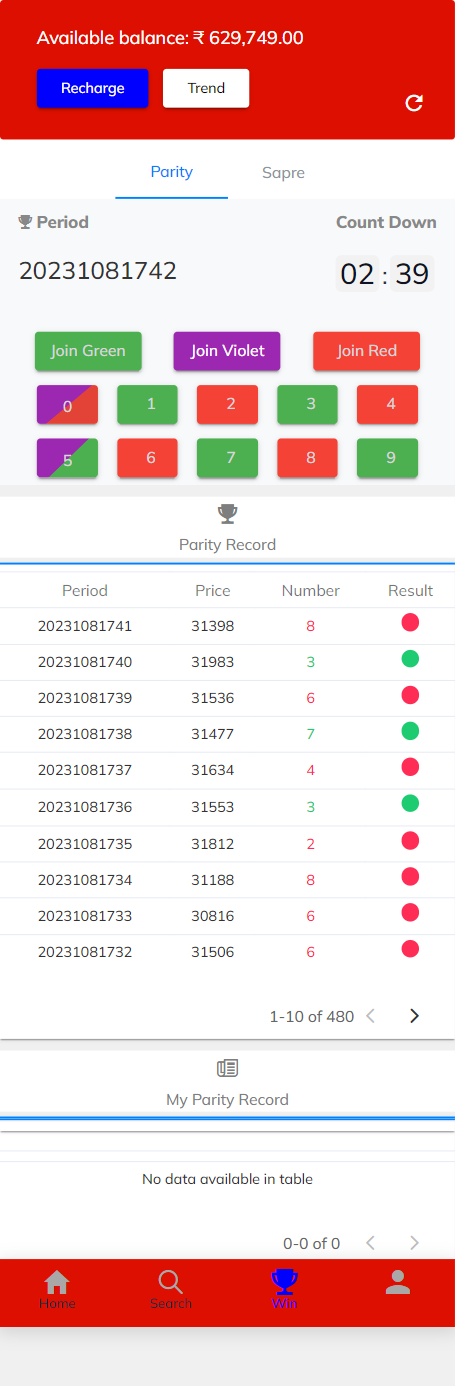 Available balance: ₹ 629,749.00
Recharge Trend
Parity Sapre
Period Count Down
20231081742 02 : 39
Join Green Join Violet Join Red
0 1 2 3 4
5 6 7 8 9
Parity Record
Period Price Number Result
20231081741 31398 8
20231081740 31983 3
20231081739 31536 6
20231081738 31477 7
20231081737 31634 4
20231081736 31553 3
20231081735 31812 2
20231081734 31188 8
20231081733 30816 6
20231081732 31506 6
1-10 of 480
My Parity Record
No data available in table
0-0 of 0
Home Search Win